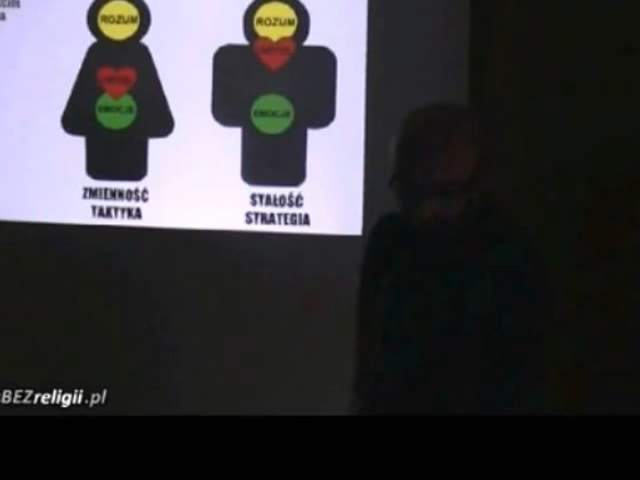 ROZUM
ROZUM
EMOCJE
EMOCJE
ZMIENNOŚĆ
TAKTYKA
STAŁOŚĆ
STRATEGIA
BEZreligii.pl